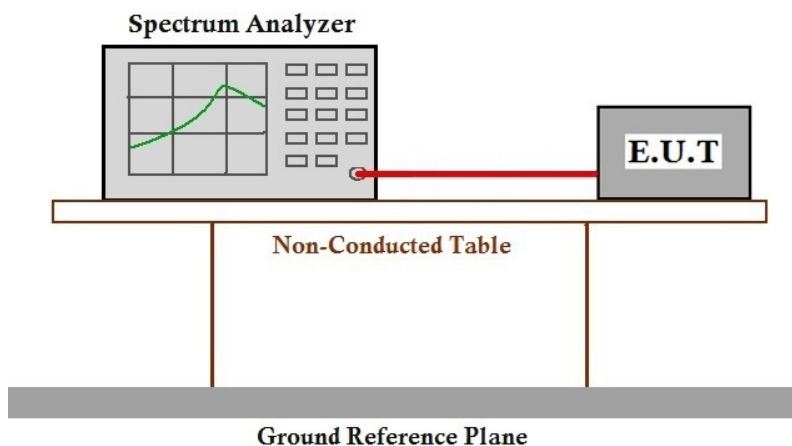 Spectrum Analyzer
E.U.T
Non-Conducted Table
Ground Reference Plane